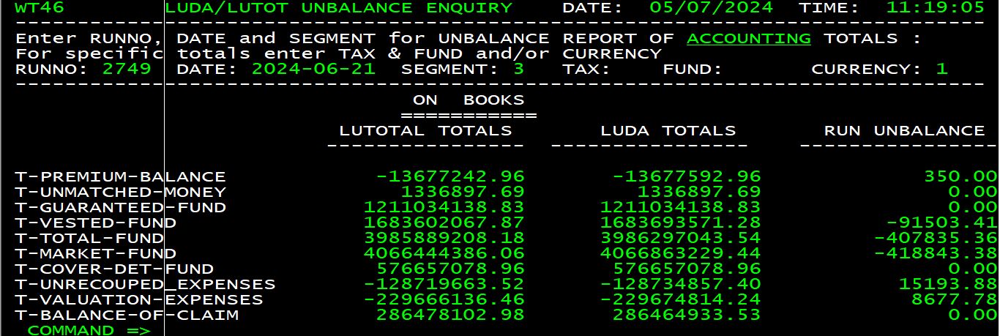 WT46 LUDA/LUTOT UNBALANCE ENQUIRY DATE: 05/07/2024 TIME: 11:19:05
------------------------------------------------------------------------------
Enter RUNNO, DATE and SEGMENT for UNBALANCE REPORT OF ACCOUNTING TOTALS :
For specific totals enter TAX & FUND and/or CURRENCY
RUNNO: 2749 DATE: 2024-06-21 SEGMENT: 3 TAX: FUND: CURRENCY: 1
------------------------------------------------------------------------------
ON BOOKS
===========
LUTOTAL TOTALS LUDA TOTALS RUN UNBALANCE
---------------- ---------------- ----------------
T-PREMIUM-BALANCE -13677242.96 -13677592.96 350.00
T-UNMATCHED-MONEY 1336897.69 1336897.69 0.00
T-GUARANTEED-FUND 1211034138.83 1211034138.83 0.00
T-VESTED-FUND 1683602067.87 1683693571.28 -91503.41
T-TOTAL-FUND 3985889208.18 3986297043.54 -407835.36
T-MARKET-FUND 4066444386.06 4066863229.44 -418843.38
T-COVER-DET-FUND 576657078.96 576657078.96 0.00
T-UNRECOUPED_EXPENSES -128719663.52 -128734857.40 15193.88
T-VALUATION-EXPENSES -229666136.46 -229674814.24 8677.78
T-BALANCE-OF-CLAIM 286478102.98 286464933.53 0.00
COMMAND =>